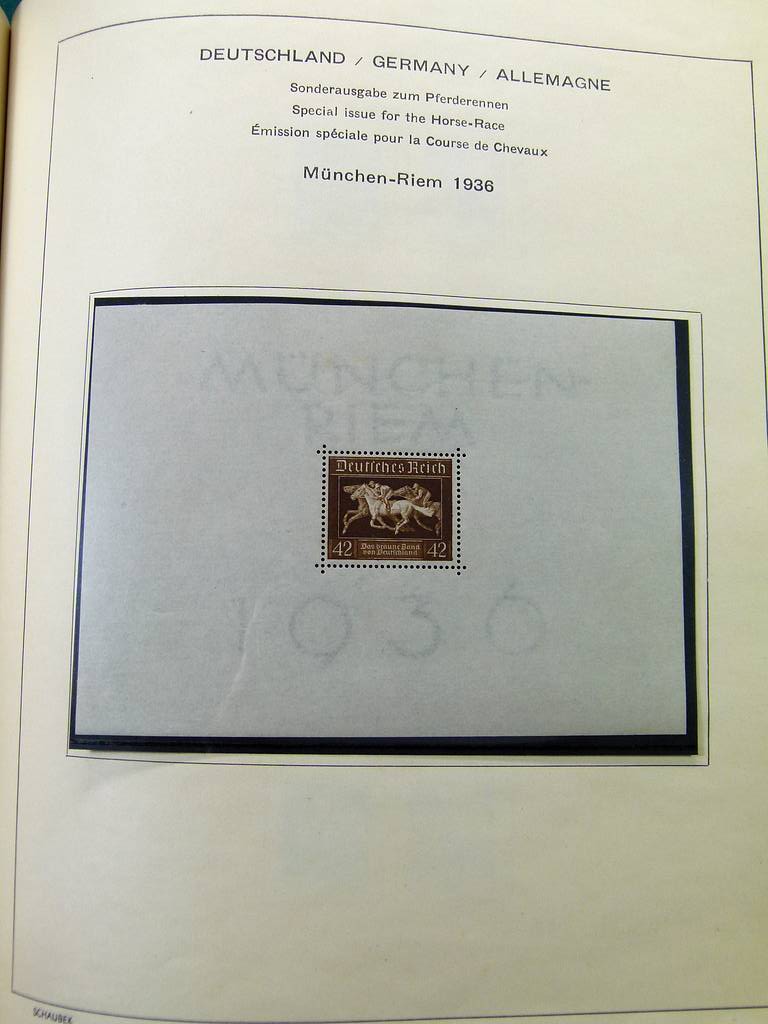 DEUTSCHLAND / GERMANY / ALLEMAGNE
Sonderausgabe zum Pferderennen
Special issue for the Horse-Race
Émission spéciale pour la Course de Chevaux
München-Riem 1936
MÜNCHEN-
RIEM
Deutsches Reich
42 Das braune Band 42
von Deutschland
1936
SCHAUBEK